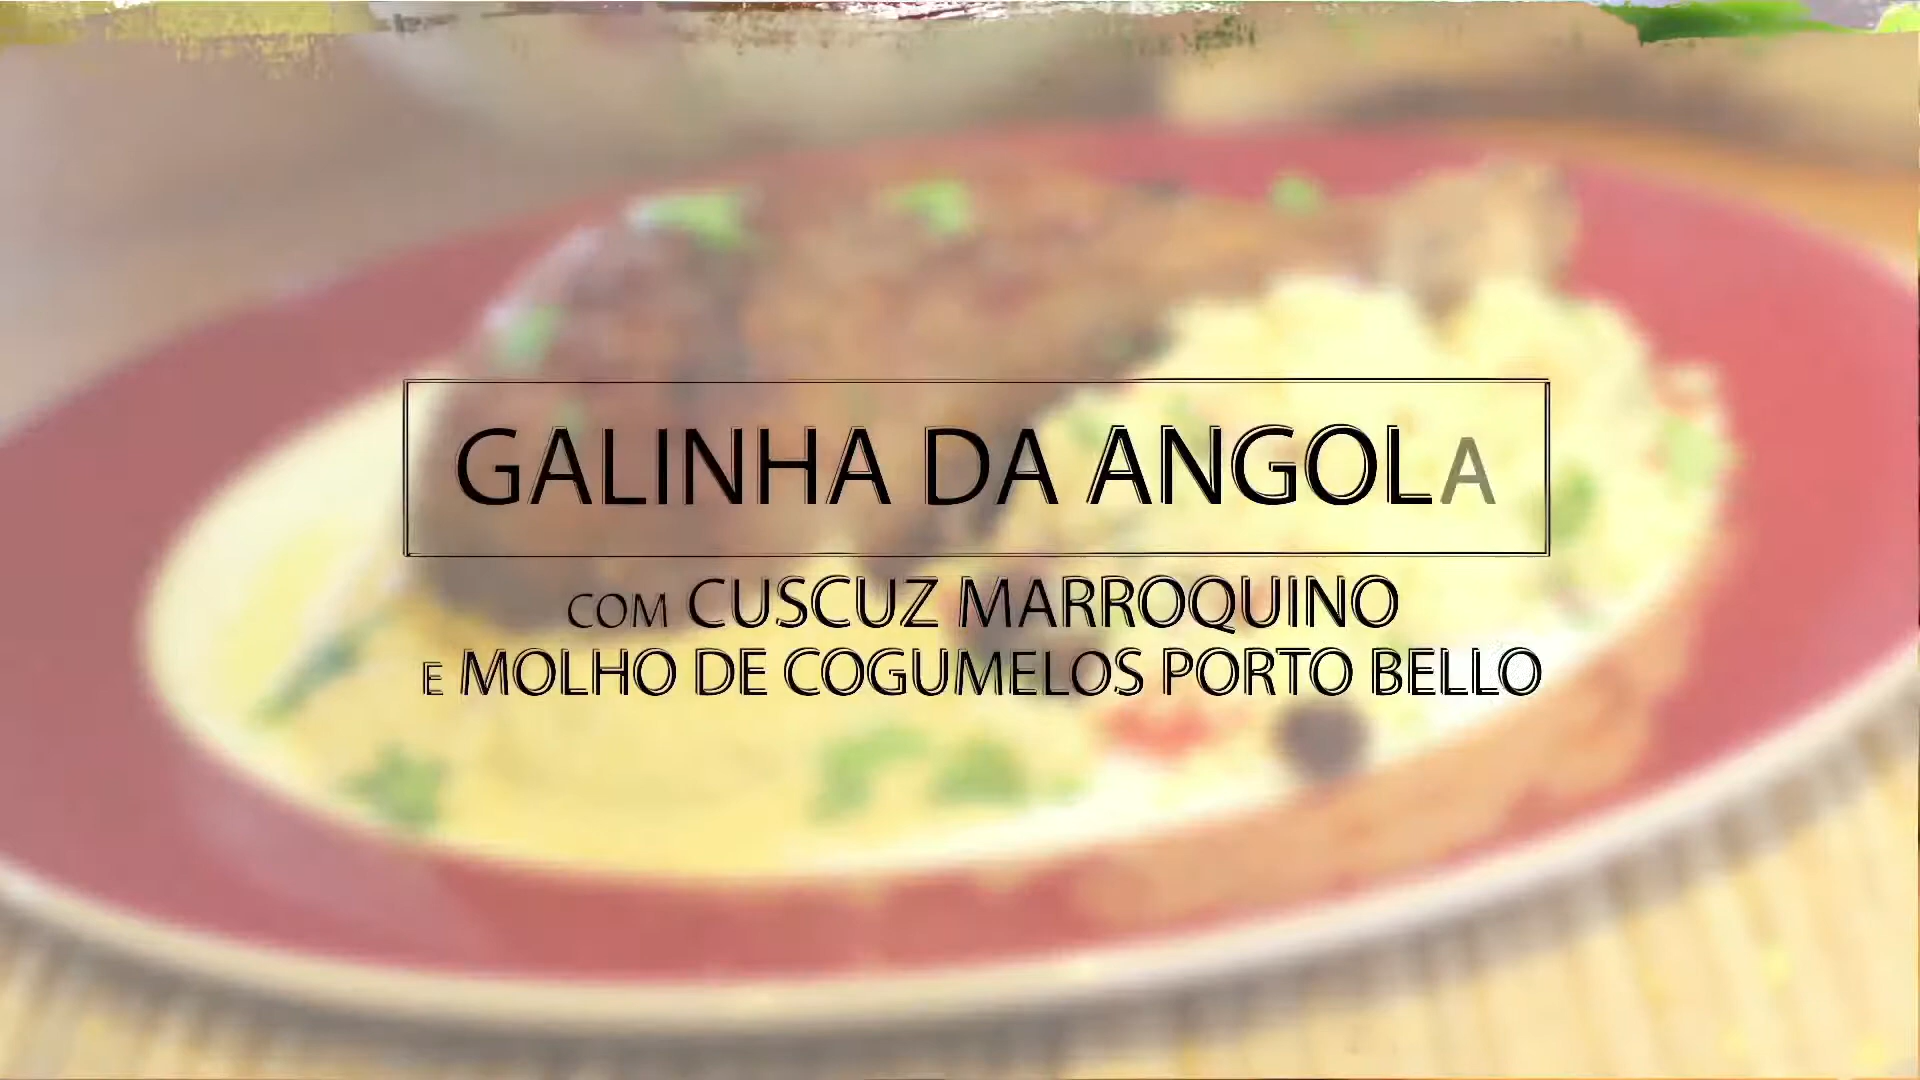 GALINHA DA ANGOLA
COM CUSCUZ MARROQUINO
E MOLHO DE COGUMELOS PORTO BELLO